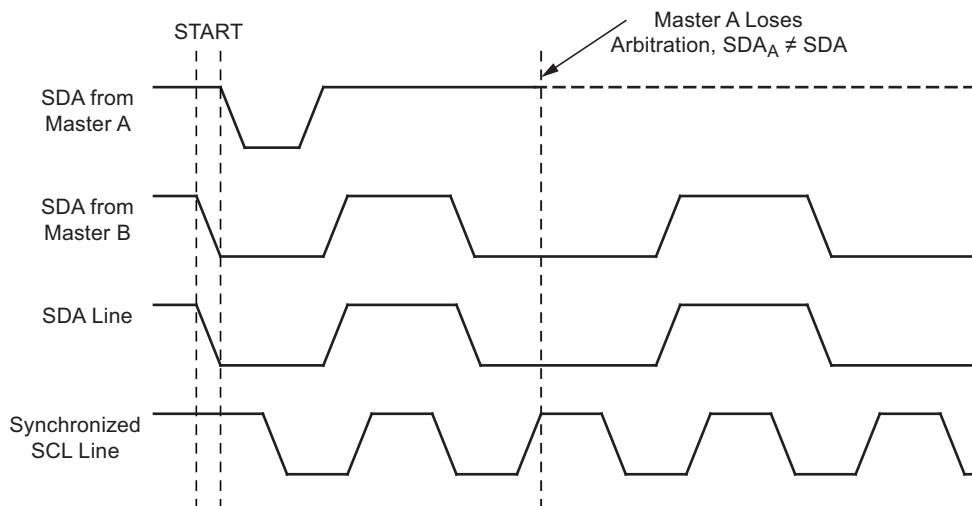 START
Master A Loses
Arbitration, SDA_A ≠ SDA
SDA from
Master A
SDA from
Master B
SDA Line
Synchronized
SCL Line